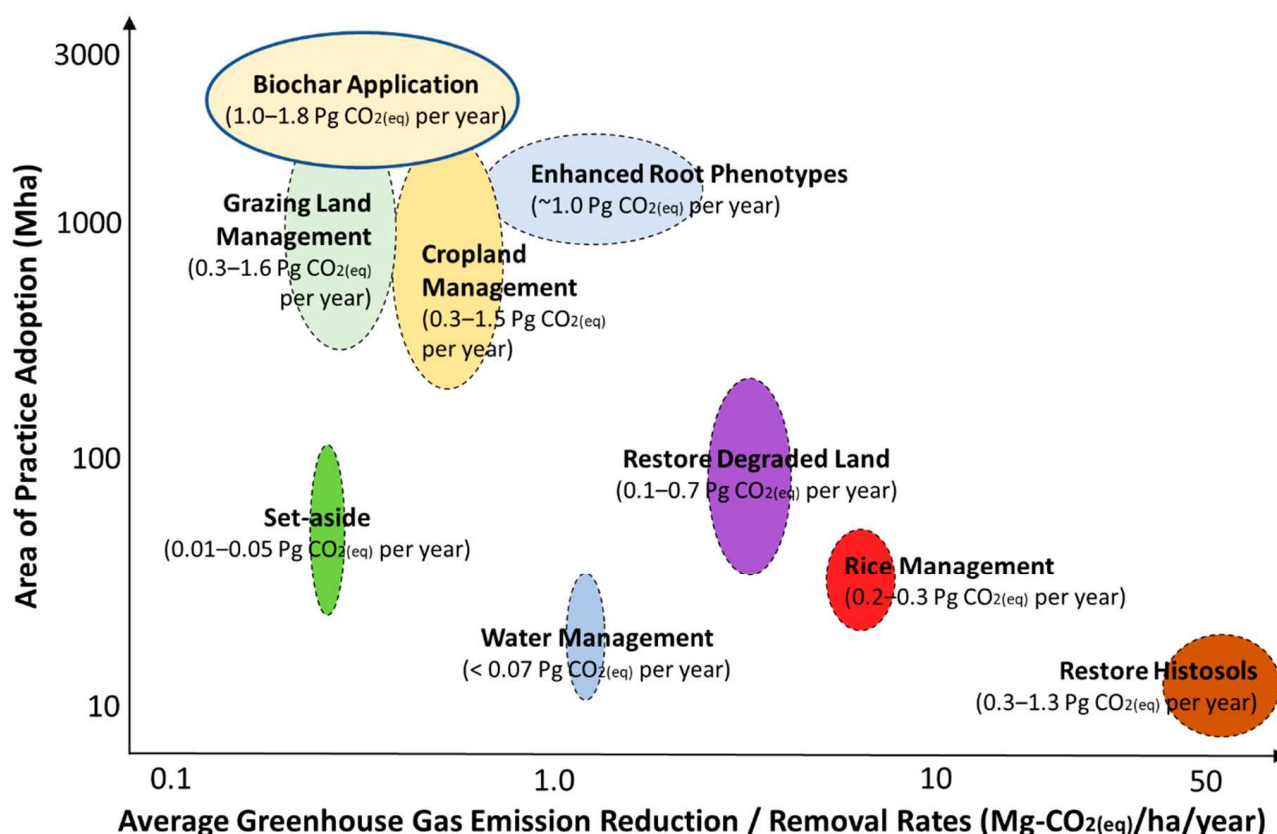 3000
1000
100
10
Area of Practice Adoption (Mha)
Biochar Application
(1.0–1.8 Pg CO2(eq) per year)
Enhanced Root Phenotypes
(~1.0 Pg CO2(eq) per year)
Grazing Land
Management
(0.3–1.6 Pg CO2(eq)
per year)
Cropland
Management
(0.3–1.5 Pg CO2(eq)
per year)
Restore Degraded Land
(0.1–0.7 Pg CO2(eq) per year)
Set-aside
(0.01–0.05 Pg CO2(eq) per year)
Rice Management
(0.2–0.3 Pg CO2(eq) per year)
Water Management
(< 0.07 Pg CO2(eq) per year)
Restore Histosols
(0.3–1.3 Pg CO2(eq) per year)
0.1 1.0 10 50
Average Greenhouse Gas Emission Reduction / Removal Rates (Mg-CO2(eq)/ha/year)